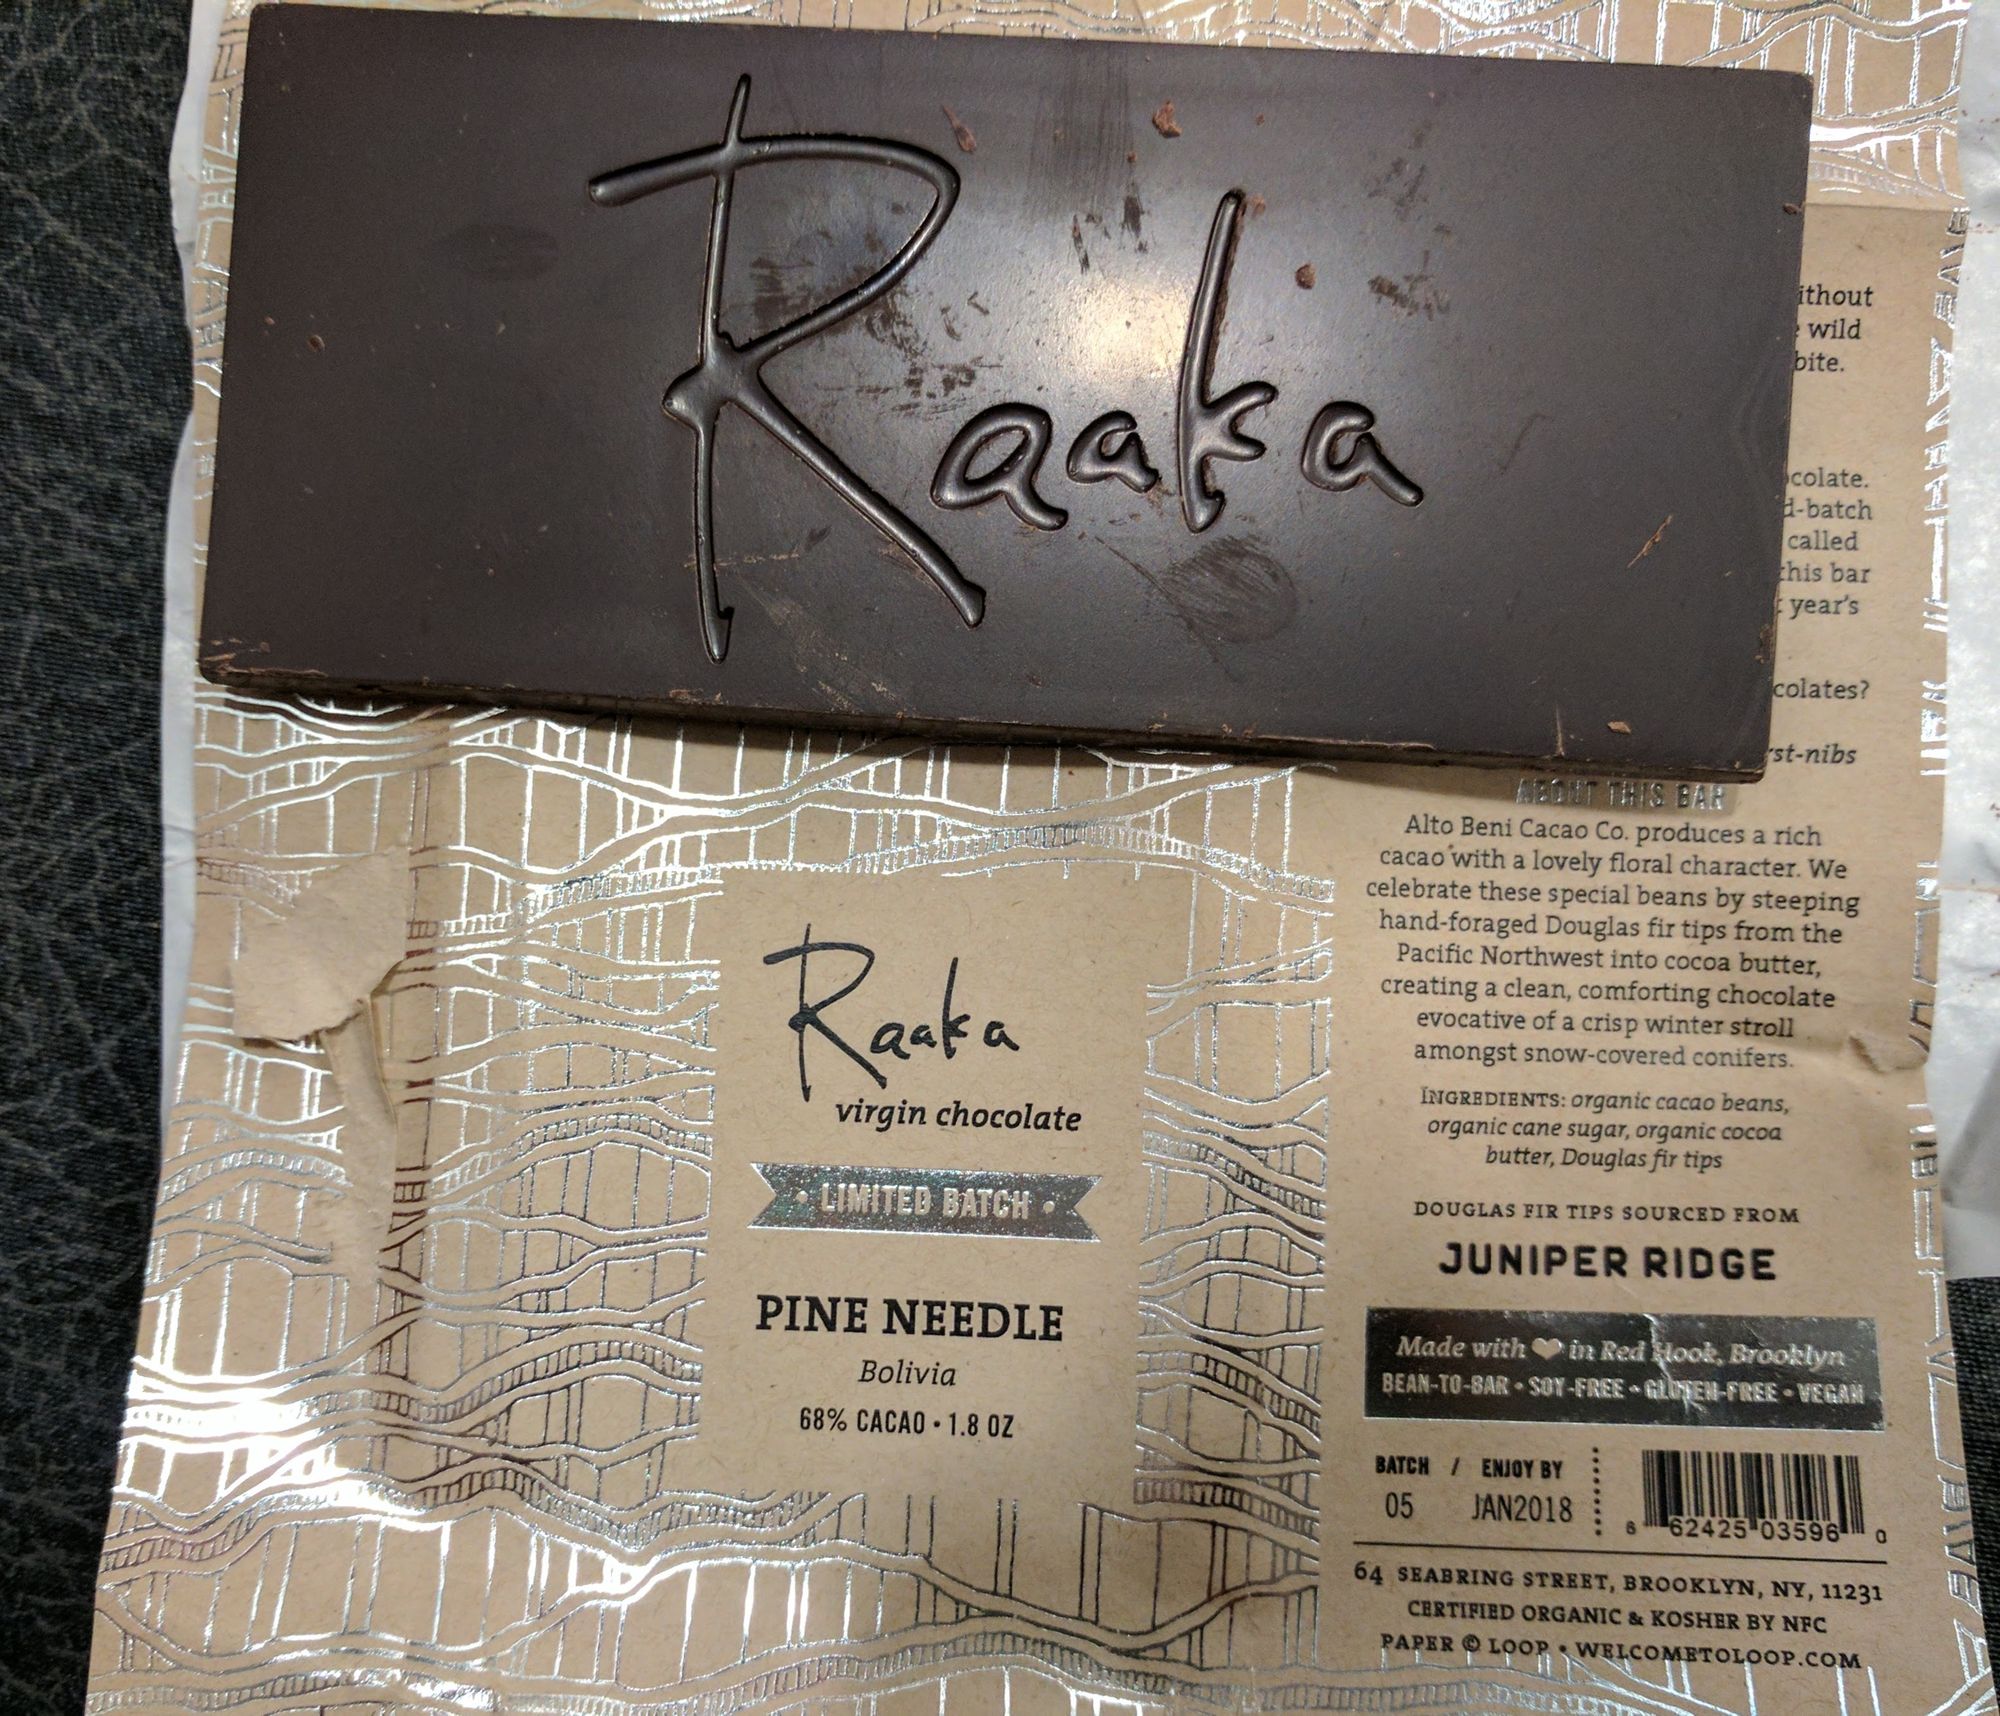 Raaka
ithout
wild
bite.
colate.
d-batch
called
this bar
year's
colates?
rst-nibs
ABOUT THIS BAR
Alto Beni Cacao Co. produces a rich
cacao with a lovely floral character. We
celebrate these special beans by steeping
hand-foraged Douglas fir tips from the
Pacific Northwest into cocoa butter,
creating a clean, comforting chocolate
evocative of a crisp winter stroll
amongst snow-covered conifers.
INGREDIENTS: organic cacao beans,
organic cane sugar, organic cocoa
butter, Douglas fir tips
DOUGLAS FIR TIPS SOURCED FROM
JUNIPER RIDGE
Made with ❤ in Red Hook, Brooklyn
BEAN-TO-BAR • SOY-FREE • GLUTEN-FREE • VEGAN
BATCH / ENJOY BY
05 JAN2018
8 62425 03596 0
64 SEABRING STREET, BROOKLYN, NY, 11231
CERTIFIED ORGANIC & KOSHER BY NFC
PAPER © LOOP • WELCOMETOLOOP.COM
Raaka
virgin chocolate
• LIMITED BATCH •
PINE NEEDLE
Bolivia
68% CACAO • 1.8 OZ